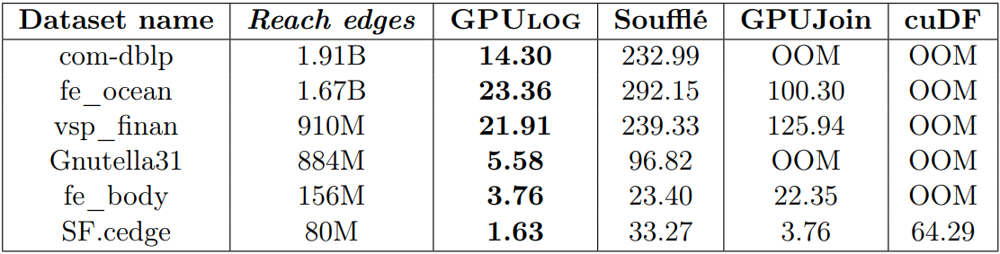 Dataset name Reach edges GPULOG Soufflé GPUJoin cuDF
com-dblp 1.91B 14.30 232.99 OOM OOM
fe_ocean 1.67B 23.36 292.15 100.30 OOM
vsp_finan 910M 21.91 239.33 125.94 OOM
Gnutella31 884M 5.58 96.82 OOM OOM
fe_body 156M 3.76 23.40 22.35 OOM
SF.cedge 80M 1.63 33.27 3.76 64.29